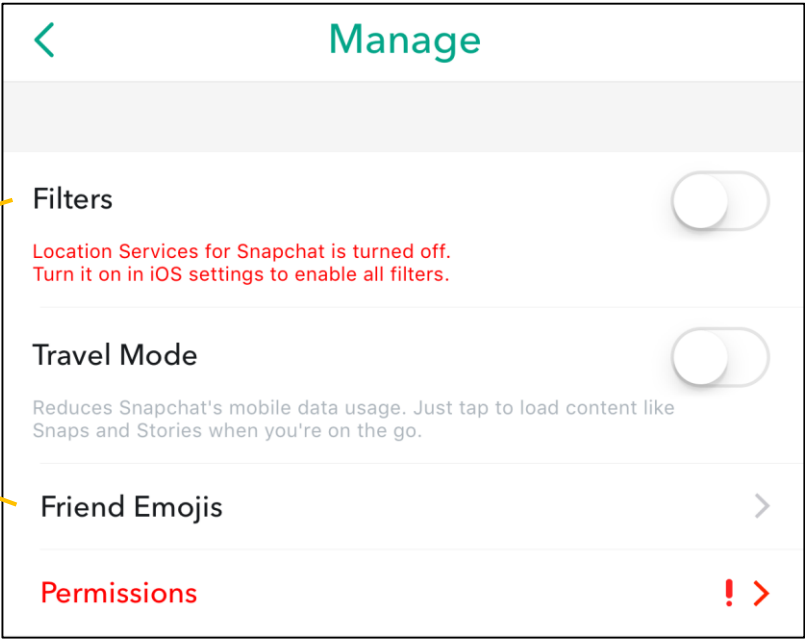 Manage
Filters
Location Services for Snapchat is turned off.
Turn it on in iOS settings to enable all filters.
Travel Mode
Reduces Snapchat's mobile data usage. Just tap to load content like
Snaps and Stories when you're on the go.
Friend Emojis
Permissions !